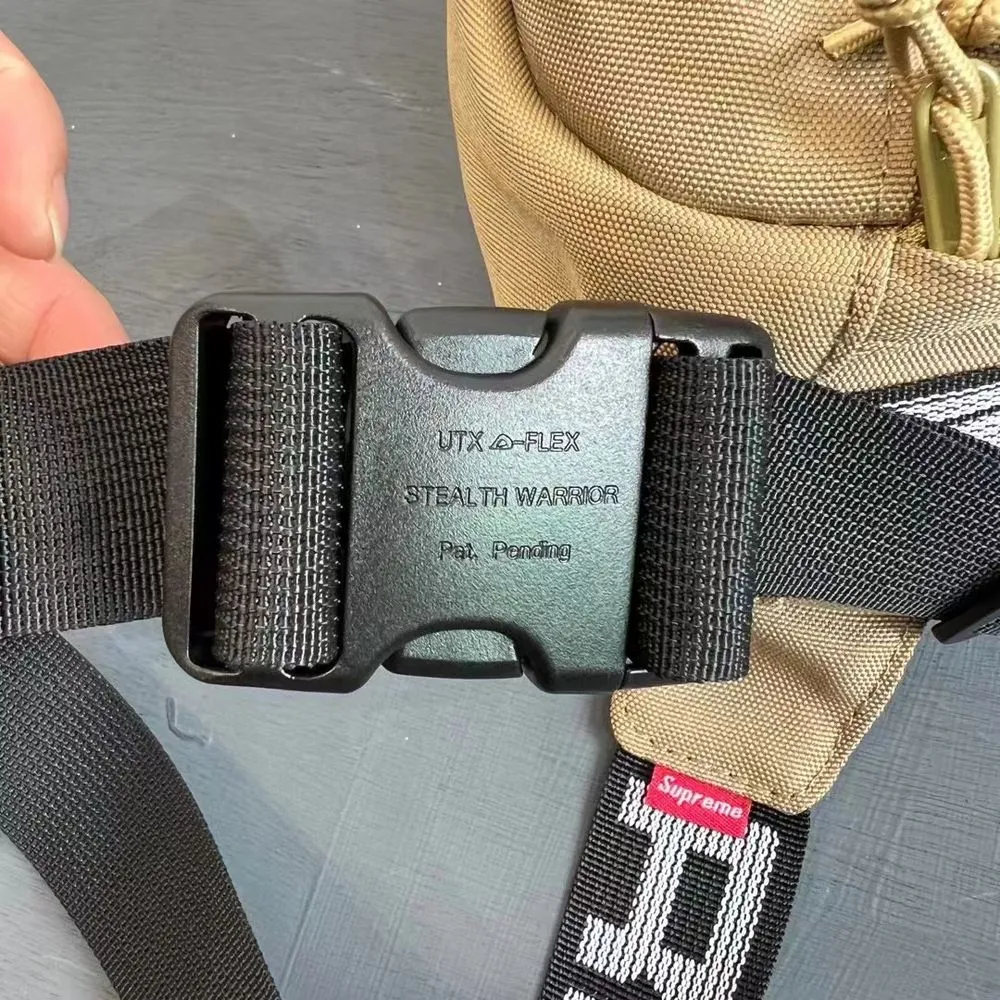 UTX -FLEX
STEALTH WARRIOR
Pat. Pending
Supreme